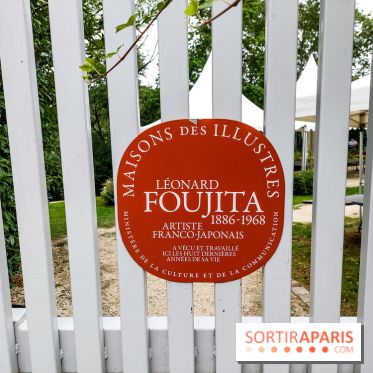 MAISONS DES ILLUSTRES
LÉONARD
FOUJITA
1886-1968
ARTISTE
FRANCO-JAPONAIS
A VÉCU ET TRAVAILLÉ
ICI LES HUIT DERNIÈRES
ANNÉES DE SA VIE
MINISTÈRE DE LA CULTURE ET DE LA COMMUNICATION
SORTIRAPARIS
.COM